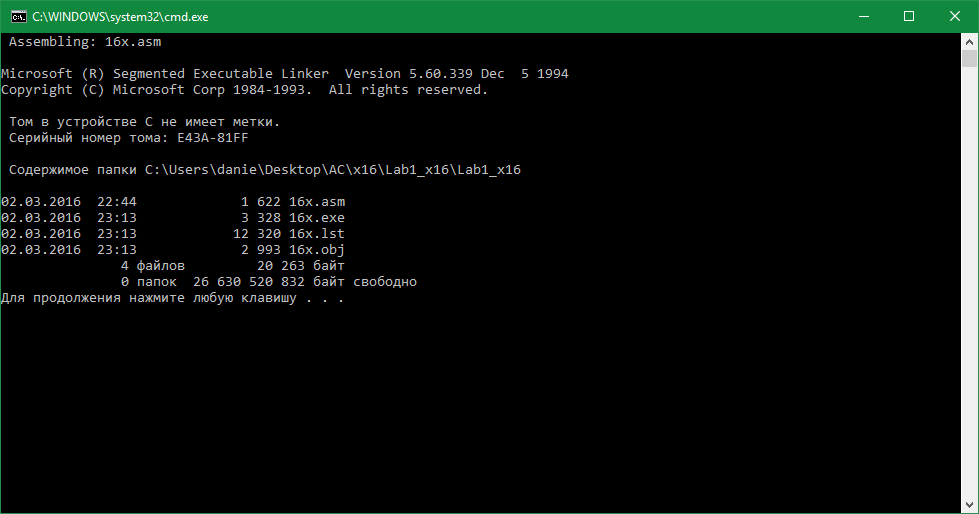 C:\WINDOWS\system32\cmd.exe
Assembling: 16x.asm
Microsoft (R) Segmented Executable Linker  Version 5.60.339 Dec  5 1994
Copyright (C) Microsoft Corp 1984-1993.  All rights reserved.
Том в устройстве C не имеет метки.
Серийный номер тома: E43A-81FF
Содержимое папки C:\Users\danie\Desktop\AC\x16\Lab1_x16\Lab1_x16
02.03.2016  22:44             1 622 16x.asm
02.03.2016  23:13             3 328 16x.exe
02.03.2016  23:13            12 320 16x.lst
02.03.2016  23:13             2 993 16x.obj
4 файлов         20 263 байт
0 папок  26 630 520 832 байт свободно
Для продолжения нажмите любую клавишу . . .